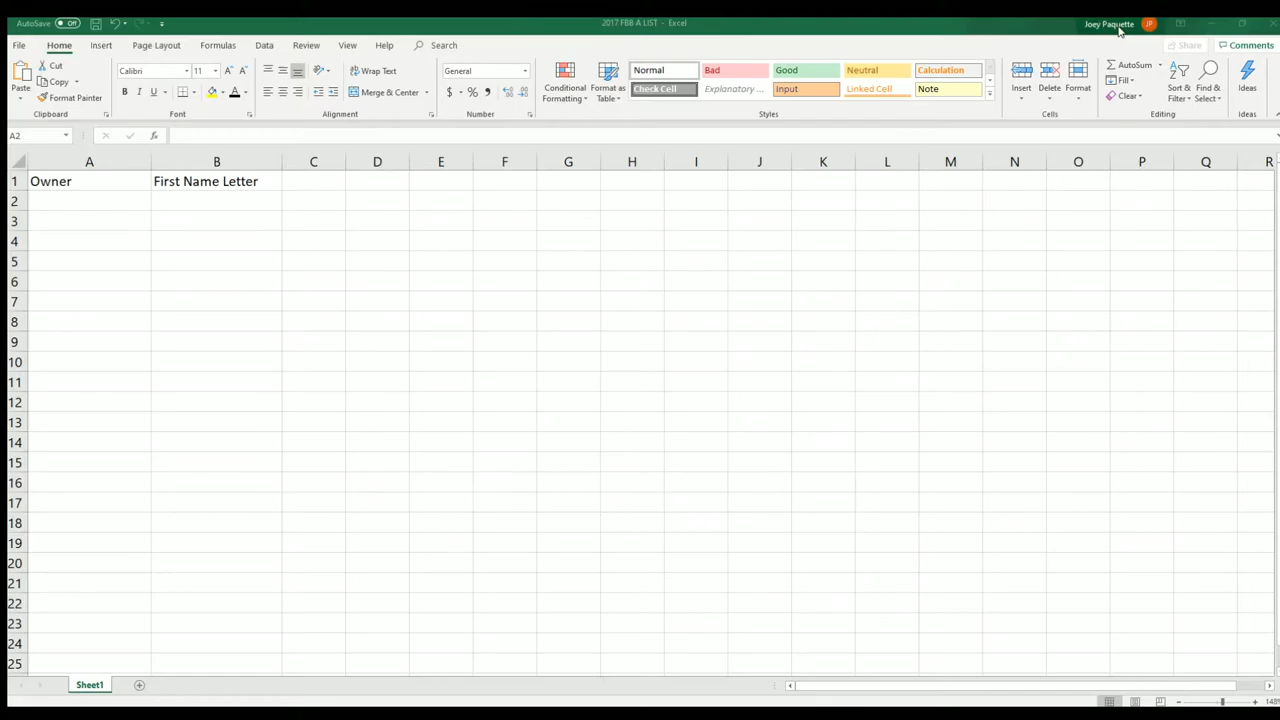 AutoSave Off 2017 FBB A LIST - Excel Joey Paquette JP
File Home Insert Page Layout Formulas Data Review View Help Search Share Comments
Paste Cut Copy Format Painter
Calibri 11 B I U A
Wrap Text Merge & Center
General $ % ,
Conditional Formatting Format as Table
Normal Bad Good Neutral Calculation
Check Cell Explanatory ... Input Linked Cell Note
Insert Delete Format
AutoSum Fill Clear Sort & Filter Find & Select Ideas
Clipboard Font Alignment Number Styles Cells Editing Ideas
A2 fx
A B C D E F G H I J K L M N O P Q R
1 Owner First Name Letter
2
3
4
5
6
7
8
9
10
11
12
13
14
15
16
17
18
19
20
21
22
23
24
25
Sheet1
148%